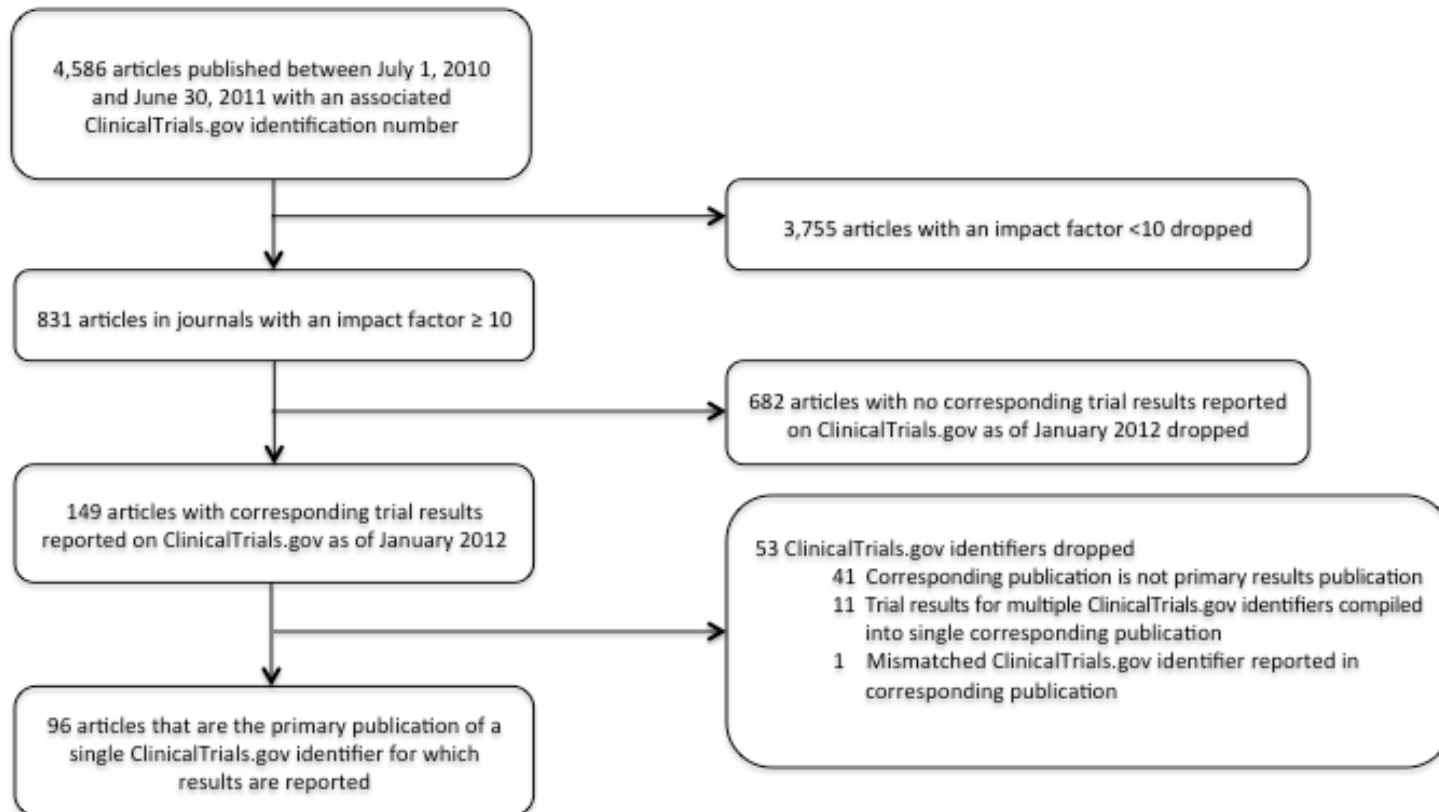 4,586 articles published between July 1, 2010
and June 30, 2011 with an associated
ClinicalTrials.gov identification number
3,755 articles with an impact factor <10 dropped
831 articles in journals with an impact factor ≥ 10
682 articles with no corresponding trial results reported
on ClinicalTrials.gov as of January 2012 dropped
149 articles with corresponding trial results
reported on ClinicalTrials.gov as of January 2012
53 ClinicalTrials.gov identifiers dropped
41 Corresponding publication is not primary results publication
11 Trial results for multiple ClinicalTrials.gov identifiers compiled
into single corresponding publication
1 Mismatched ClinicalTrials.gov identifier reported in
corresponding publication
96 articles that are the primary publication of a
single ClinicalTrials.gov identifier for which
results are reported